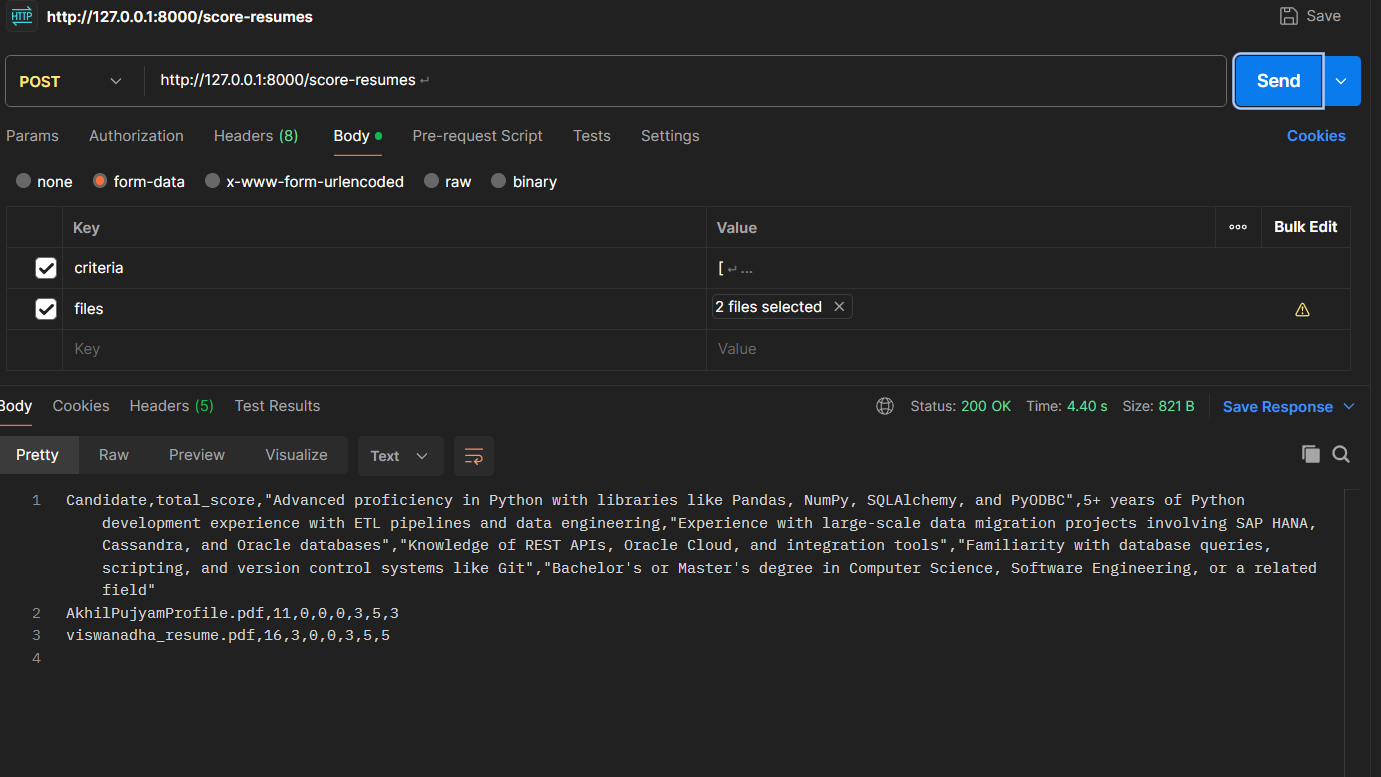 HTTP http://127.0.0.1:8000/score-resumes Save
POST http://127.0.0.1:8000/score-resumes ↵ Send
Params Authorization Headers (8) Body Pre-request Script Tests Settings Cookies
none form-data x-www-form-urlencoded raw binary
Key Value Bulk Edit
criteria [ ↵ ...
files 2 files selected
Key Value
Body Cookies Headers (5) Test Results Status: 200 OK Time: 4.40 s Size: 821 B Save Response
Pretty Raw Preview Visualize Text
1 Candidate,total_score,"Advanced proficiency in Python with libraries like Pandas, NumPy, SQLAlchemy, and PyODBC",5+ years of Python
development experience with ETL pipelines and data engineering,"Experience with large-scale data migration projects involving SAP HANA,
Cassandra, and Oracle databases","Knowledge of REST APIs, Oracle Cloud, and integration tools","Familiarity with database queries,
scripting, and version control systems like Git","Bachelor's or Master's degree in Computer Science, Software Engineering, or a related
field"
2 AkhilPujyamProfile.pdf,11,0,0,0,3,5,3
3 viswanadha_resume.pdf,16,3,0,0,3,5,5
4